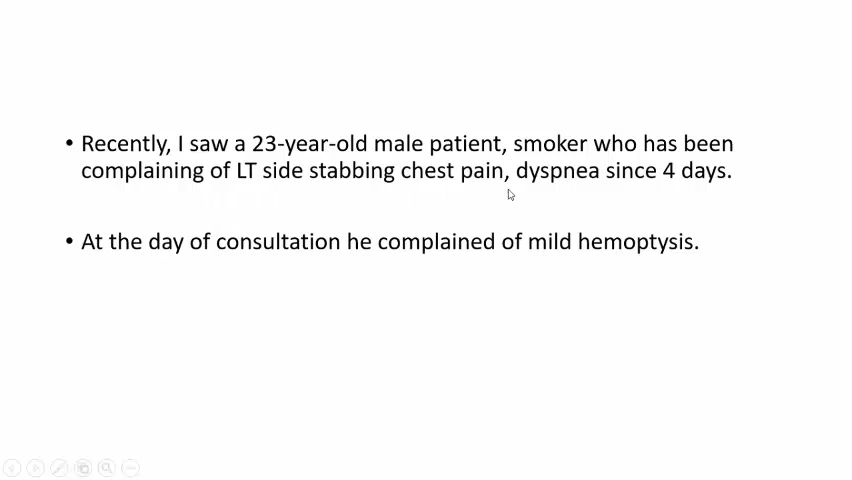 • Recently, I saw a 23-year-old male patient, smoker who has been
complaining of LT side stabbing chest pain, dyspnea since 4 days.
• At the day of consultation he complained of mild hemoptysis.